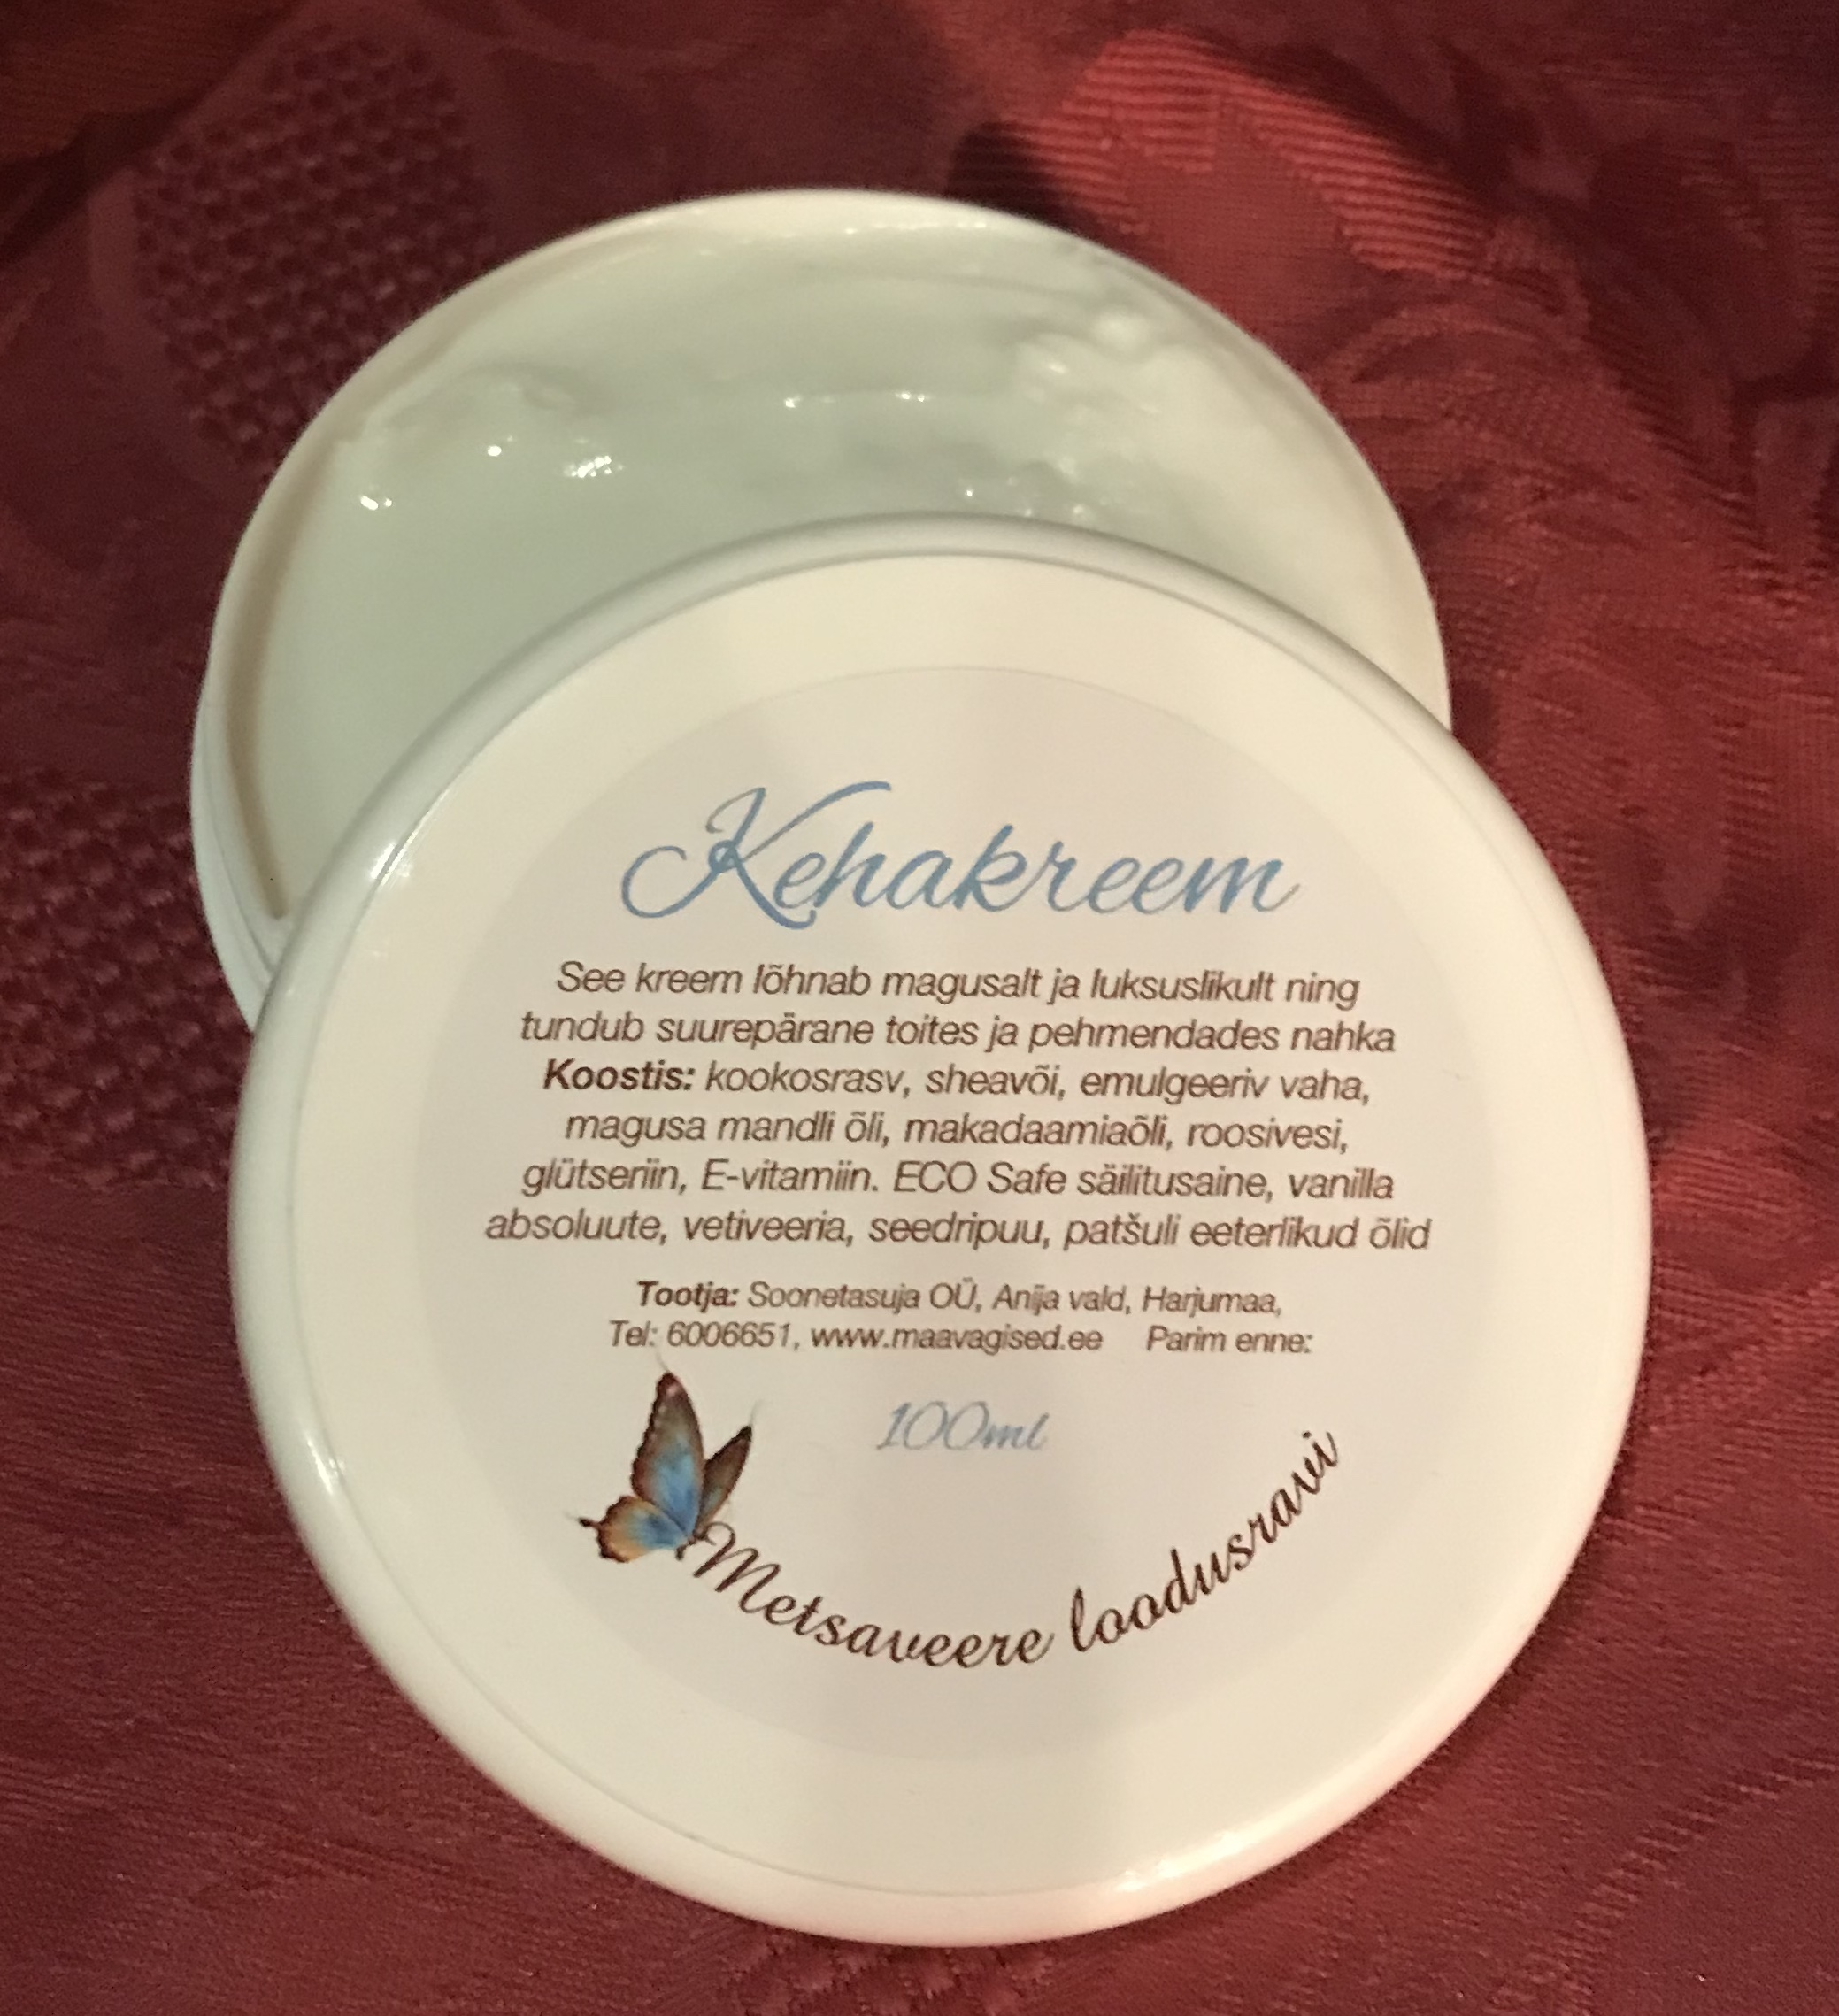 Kehakreem
See kreem lõhnab magusalt ja luksuslikult ning
tundub suurepärane toites ja pehmendades nahka
Koostis: kookosrasv, sheavõi, emulgeeriv vaha,
magusa mandli õli, makadaamiaõli, roosivesi,
glütseriin, E-vitamiin. ECO Safe säilitusaine, vanilla
absoluute, vetiveeria, seedripuu, patšuli eeterlikud õlid
Tootja: Soonetasuja OÜ, Anija vald, Harjumaa,
Tel: 6006651, www.maavagised.ee Parim enne:
100ml
Metsaveere loodusravi